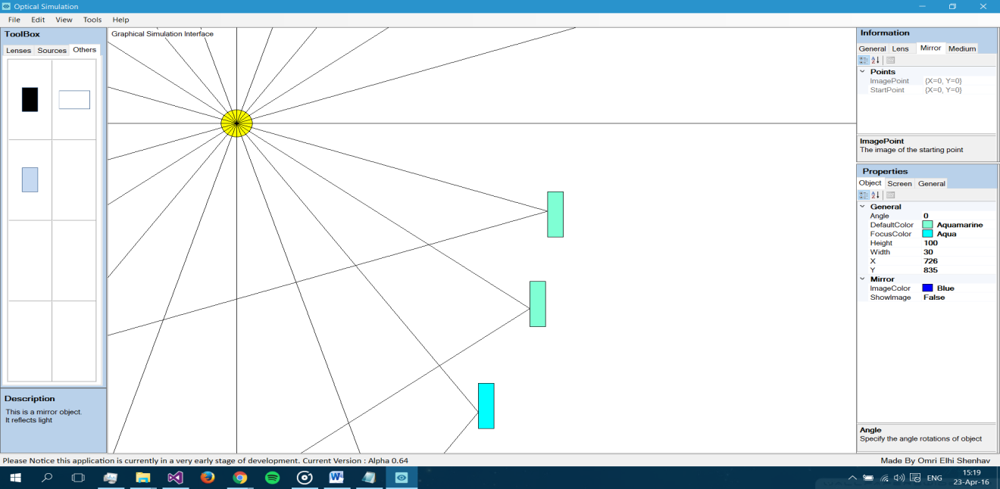 Optical Simulation
File Edit View Tools Help
ToolBox
Lenses Sources Others
Description
This is a mirror object.
It reflects light
Graphical Simulation Interface
Information
General Lens Mirror Medium
Points
ImagePoint {X=0, Y=0}
StartPoint {X=0, Y=0}
ImagePoint
The image of the starting point
Properties
Object Screen General
General
Angle 0
DefaultColor Aquamarine
FocusColor Aqua
Height 100
Width 30
X 726
Y 835
Mirror
ImageColor Blue
ShowImage False
Angle
Specify the angle rotations of object
Please Notice this application is currently in a very early stage of development. Current Version : Alpha 0.64
Made By Omri Elhi Shenhav
ENG
15:19
23-Apr-16